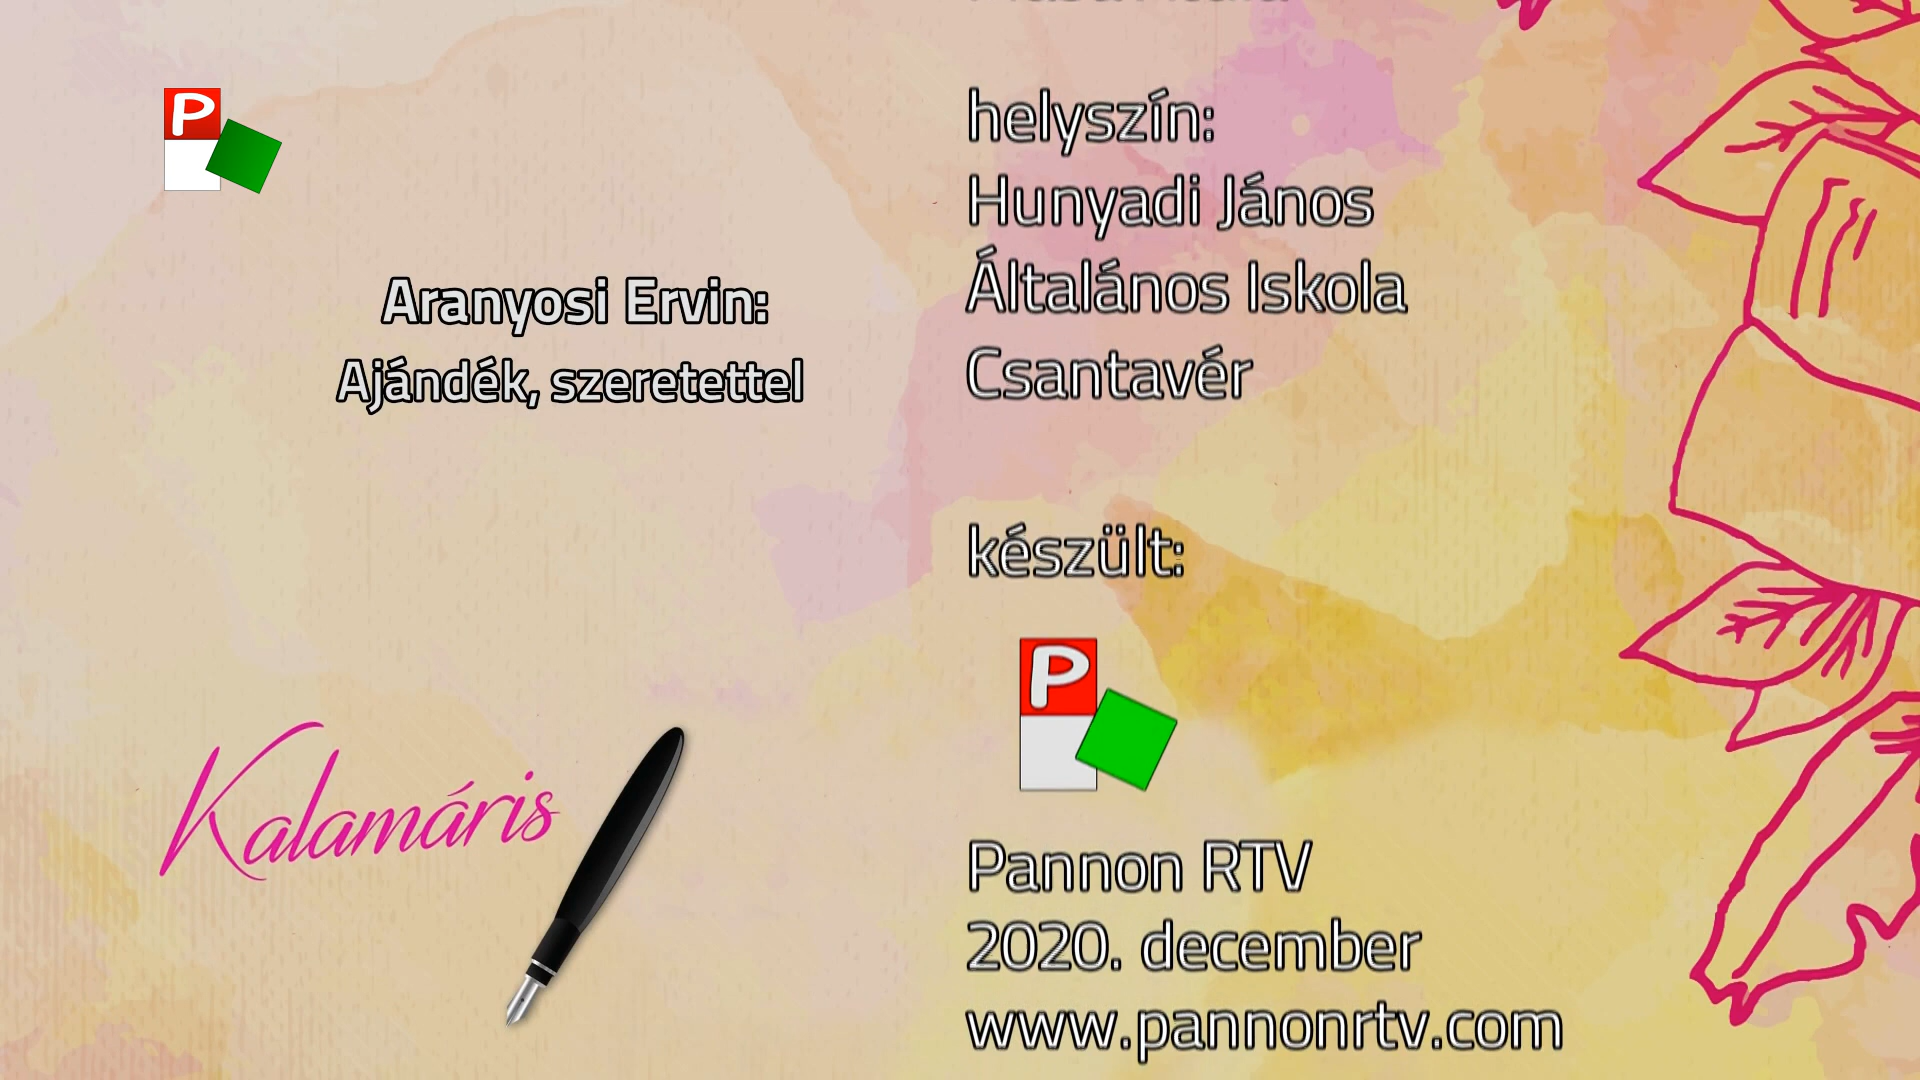 P
Aranyosi Ervin:
Ajándék, szeretettel
Kalamáris
helyszín:
Hunyadi János
Általános Iskola
Csantavér
készült:
P
Pannon RTV
2020. december
www.pannonrtv.com